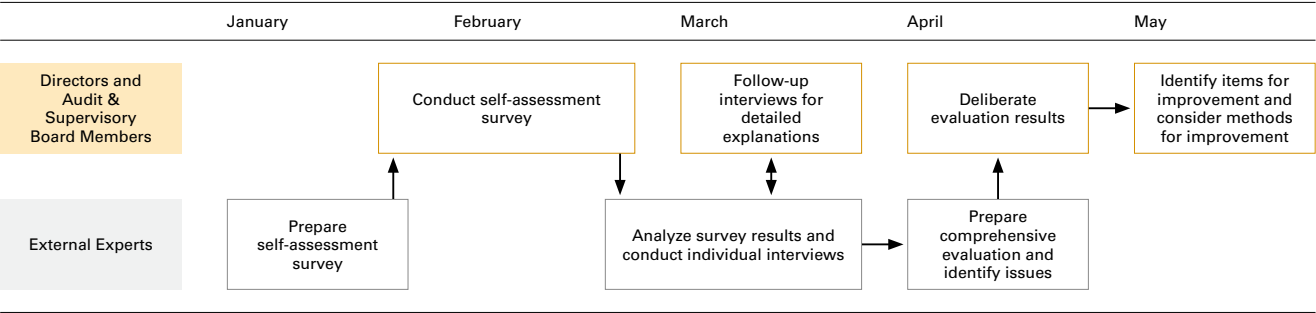 January
February
March
April
May
Directors and
Audit &
Supervisory
Board Members
Conduct self-assessment
survey
Follow-up
interviews for
detailed
explanations
Deliberate
evaluation results
Identify items for
improvement and
consider methods
for improvement
External Experts
Prepare
self-assessment
survey
Analyze survey results and
conduct individual interviews
Prepare
comprehensive
evaluation and
identify issues